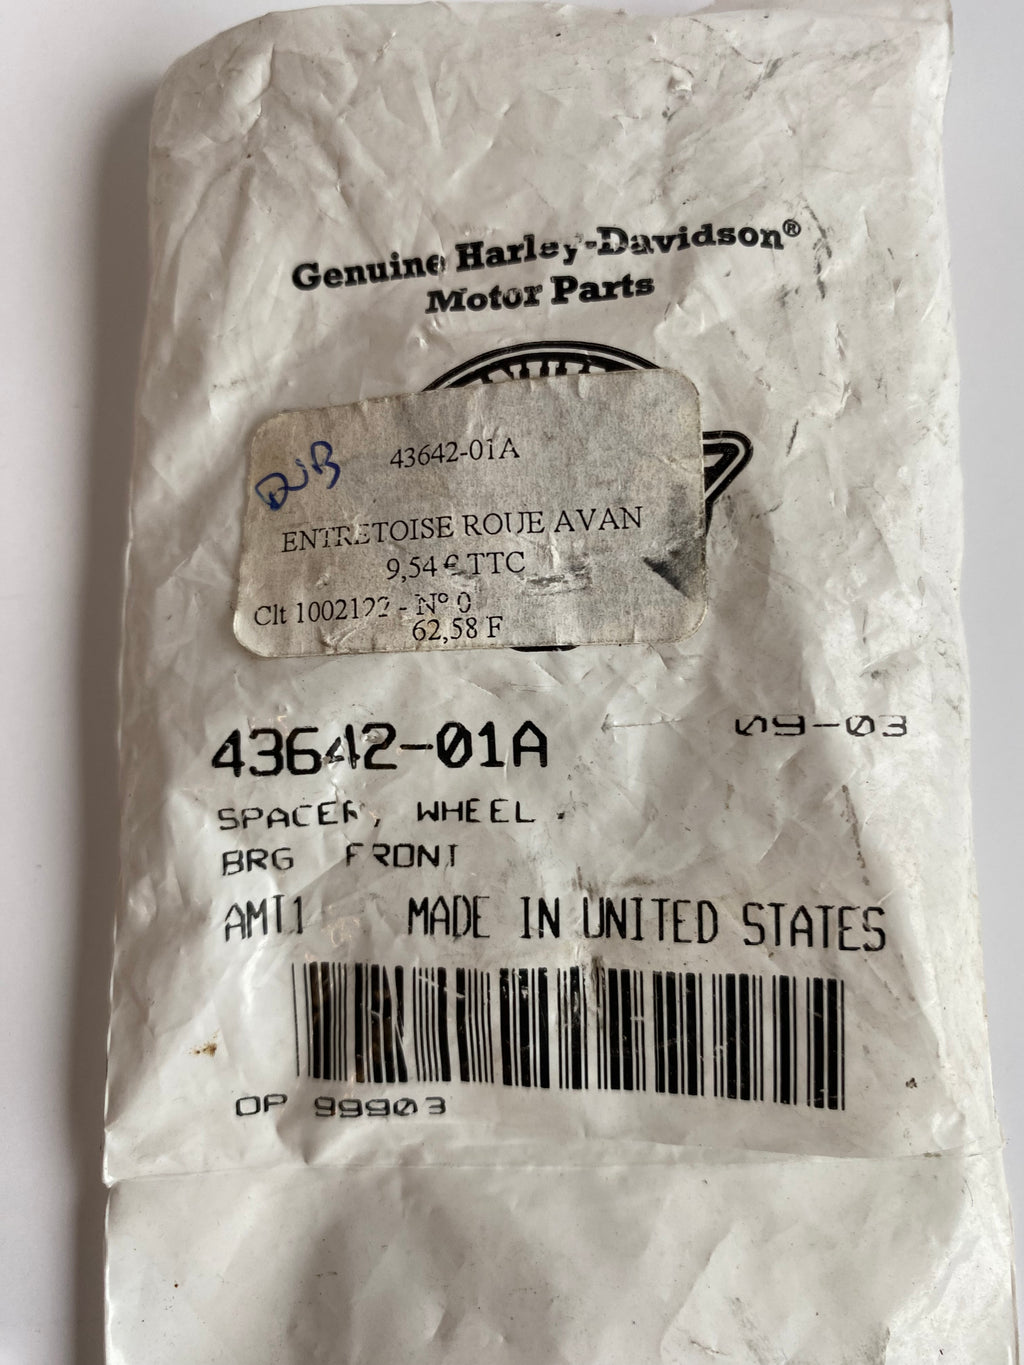 Genuine Harley-Davidson®
Motor Parts
43642-01A
ENTRETOISE ROUE AVAN
9,54 € TTC
Clt 1002122 - N° 0
62,58 F
43642-01A
09-03
SPACER, WHEEL
BRG FRONT
AMT1 MADE IN UNITED STATES
OP 99903